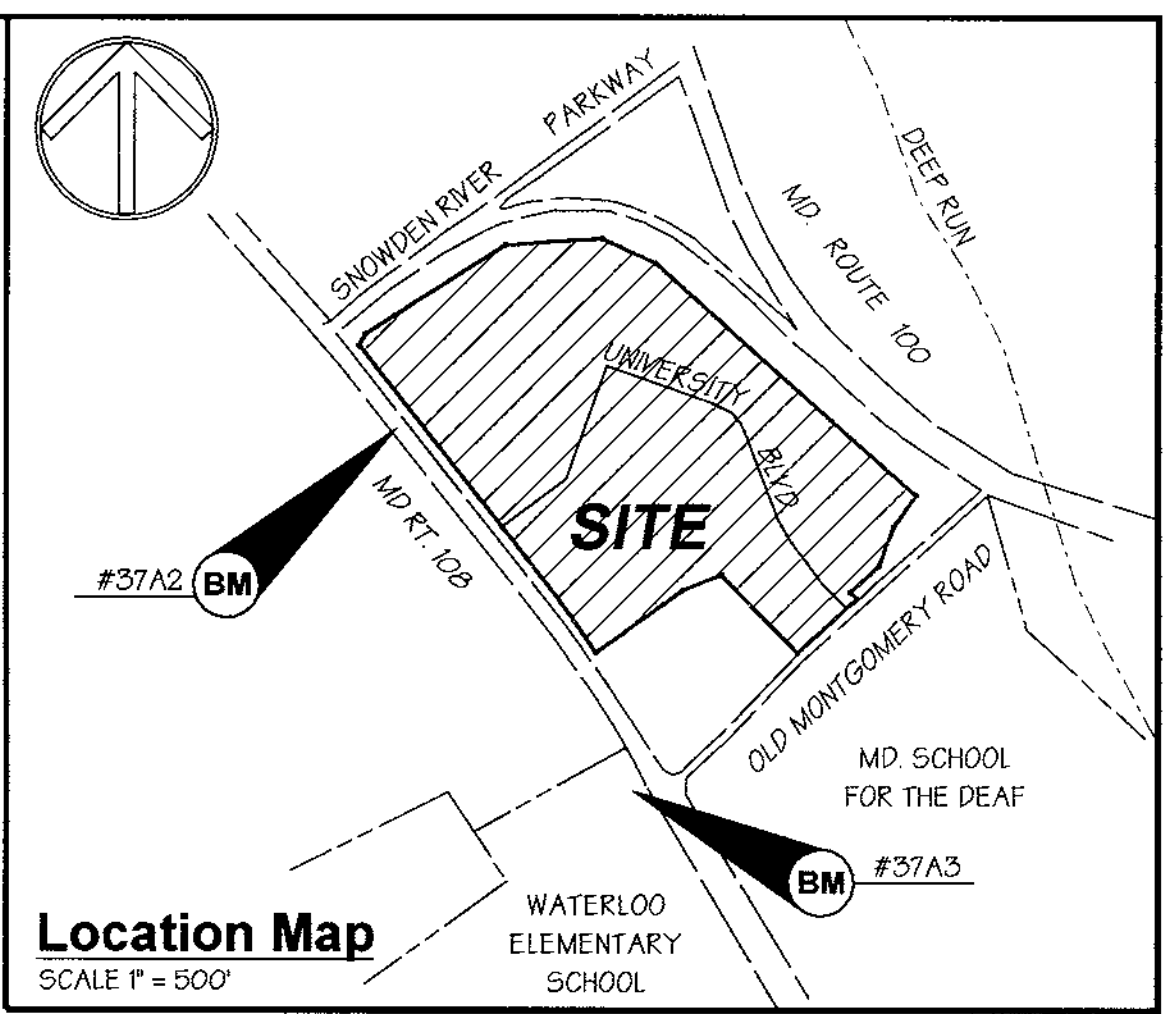 SNOWDEN RIVER PARKWAY
DEEP RUN
MD. ROUTE 100
UNIVERSITY BLVD
MD RT. 108
SITE
#37A2 BM
OLD MONTGOMERY ROAD
MD. SCHOOL
FOR THE DEAF
BM #37A3
WATERLOO
ELEMENTARY
SCHOOL
Location Map
SCALE 1" = 500'